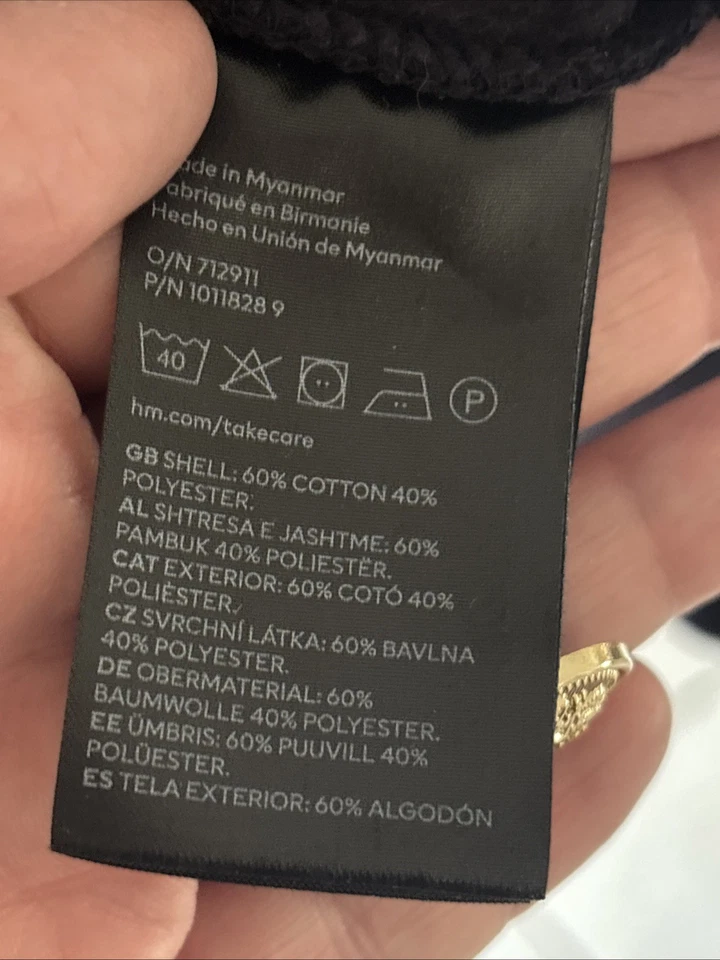 ade in Myanmar
abriqué en Birmanie
Hecho en Unión de Myanmar
O/N 712911
P/N 1011828 9
40 P
hm.com/takecare
GB SHELL: 60% COTTON 40%
POLYESTER.
AL SHTRESA E JASHTME: 60%
PAMBUK 40% POLIESTËR.
CAT EXTERIOR: 60% COTÓ 40%
POLIÈSTER.
CZ SVRCHNÍ LÁTKA: 60% BAVLNA
40% POLYESTER.
DE OBERMATERIAL: 60%
BAUMWOLLE 40% POLYESTER.
EE ÜMBRIS: 60% PUUVILL 40%
POLÜESTER.
ES TELA EXTERIOR: 60% ALGODÓN